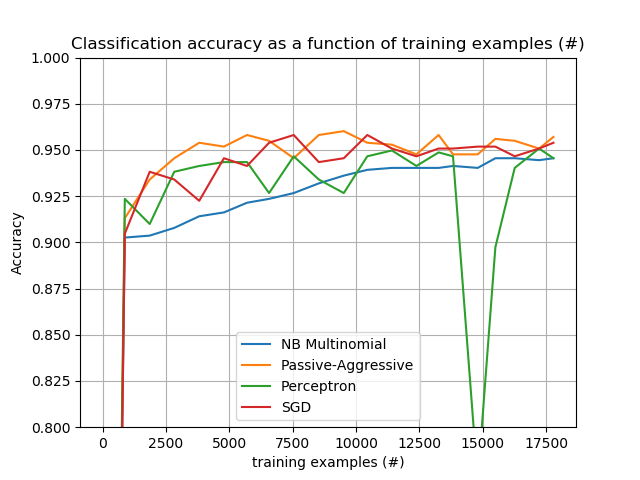 Classification accuracy as a function of training examples (#)
1.000
0.975
0.950
0.925
0.900
0.875
0.850
0.825
0.800
Accuracy
NB Multinomial
Passive-Aggressive
Perceptron
SGD
0 2500 5000 7500 10000 12500 15000 17500
training examples (#)